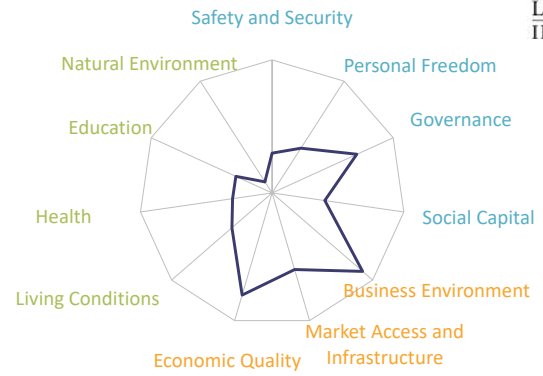 Safety and Security
Natural Environment
Personal Freedom
Education
Governance
Health
Social Capital
Living Conditions
Business Environment
Market Access and
Infrastructure
Economic Quality